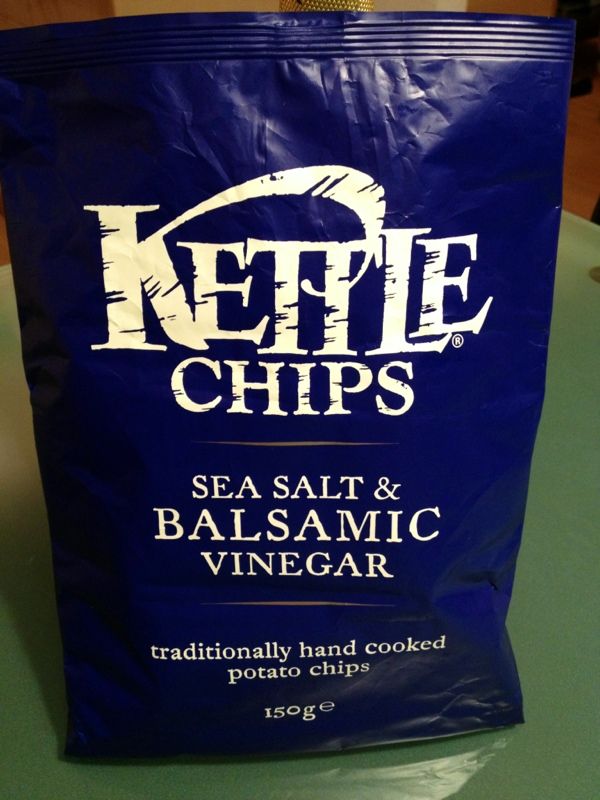 KETTLE®
CHIPS
SEA SALT &
BALSAMIC
VINEGAR
traditionally hand cooked
potato chips
150g℮